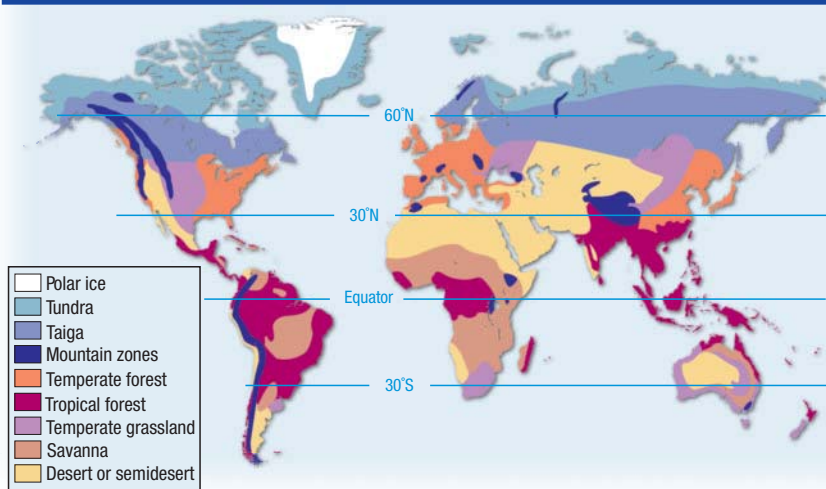 60°N
30°N
Equator
30°S
Polar ice
Tundra
Taiga
Mountain zones
Temperate forest
Tropical forest
Temperate grassland
Savanna
Desert or semidesert